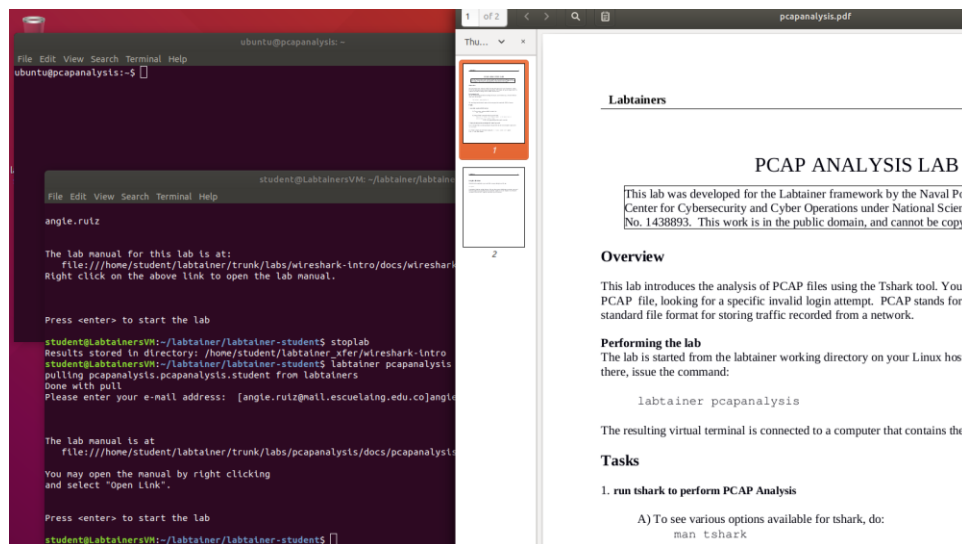 ubuntu@pcapanalysis: ~
File Edit View Search Terminal Help
ubuntu@pcapanalysis:~$
student@LabtainersVM: ~/labtainer/labtaine
File Edit View Search Terminal Help
angie.ruiz
The lab manual for this lab is at:
file:///home/student/labtainer/trunk/labs/wireshark-intro/docs/wireshark
Right click on the above link to open the lab manual.
Press <enter> to start the lab
student@LabtainersVM:~/labtainer/labtainer-student$ stoplab
Results stored in directory: /home/student/labtainer_xfer/wireshark-intro
student@LabtainersVM:~/labtainer/labtainer-student$ labtainer pcapanalysis
pulling pcapanalysis.pcapanalysis.student from labtainers
Done with pull
Please enter your e-mail address: [angie.ruiz@mail.escuelaing.edu.co]angie
The lab manual is at
file:///home/student/labtainer/trunk/labs/pcapanalysis/docs/pcapanalysis
You may open the manual by right clicking
and select "Open Link".
Press <enter> to start the lab
student@LabtainersVM:~/labtainer/labtainer-student$
1 of 2
pcapanalysis.pdf
Thu...
1
2
Labtainers
PCAP ANALYSIS LAB
This lab was developed for the Labtainer framework by the Naval Po
Center for Cybersecurity and Cyber Operations under National Scien
No. 1438893. This work is in the public domain, and cannot be copy
Overview
This lab introduces the analysis of PCAP files using the Tshark tool. You
PCAP file, looking for a specific invalid login attempt. PCAP stands for
standard file format for storing traffic recorded from a network.
Performing the lab
The lab is started from the labtainer working directory on your Linux hos
there, issue the command:
labtainer pcapanalysis
The resulting virtual terminal is connected to a computer that contains the
Tasks
1. run tshark to perform PCAP Analysis
A) To see various options available for tshark, do:
man tshark